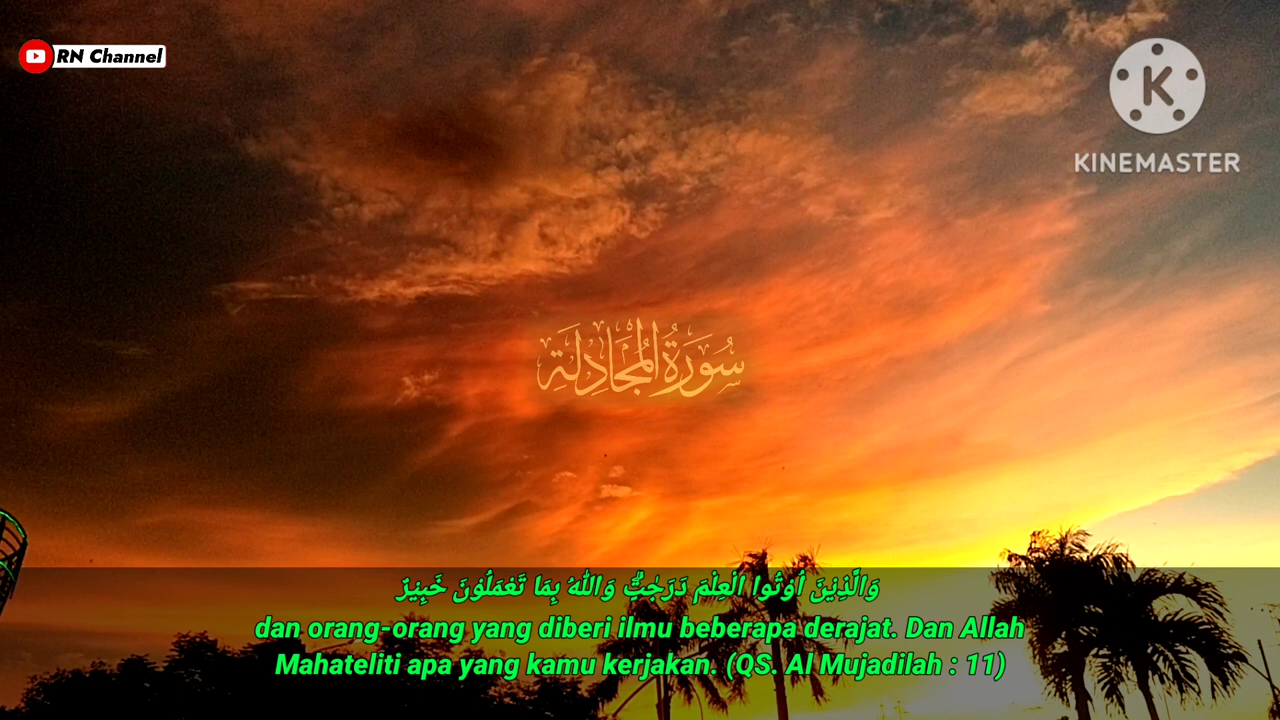 RN Channel
K
KINEMASTER
سُورَةُ الْمُجَادِلَةِ
وَالَّذِيْنَ اُوْتُوا الْعِلْمَ دَرَجٰتٍۗ وَاللّٰهُ بِمَا تَعْمَلُوْنَ خَبِيْرٌ
dan orang-orang yang diberi ilmu beberapa derajat. Dan Allah
Mahateliti apa yang kamu kerjakan. (QS. Al Mujadilah : 11)